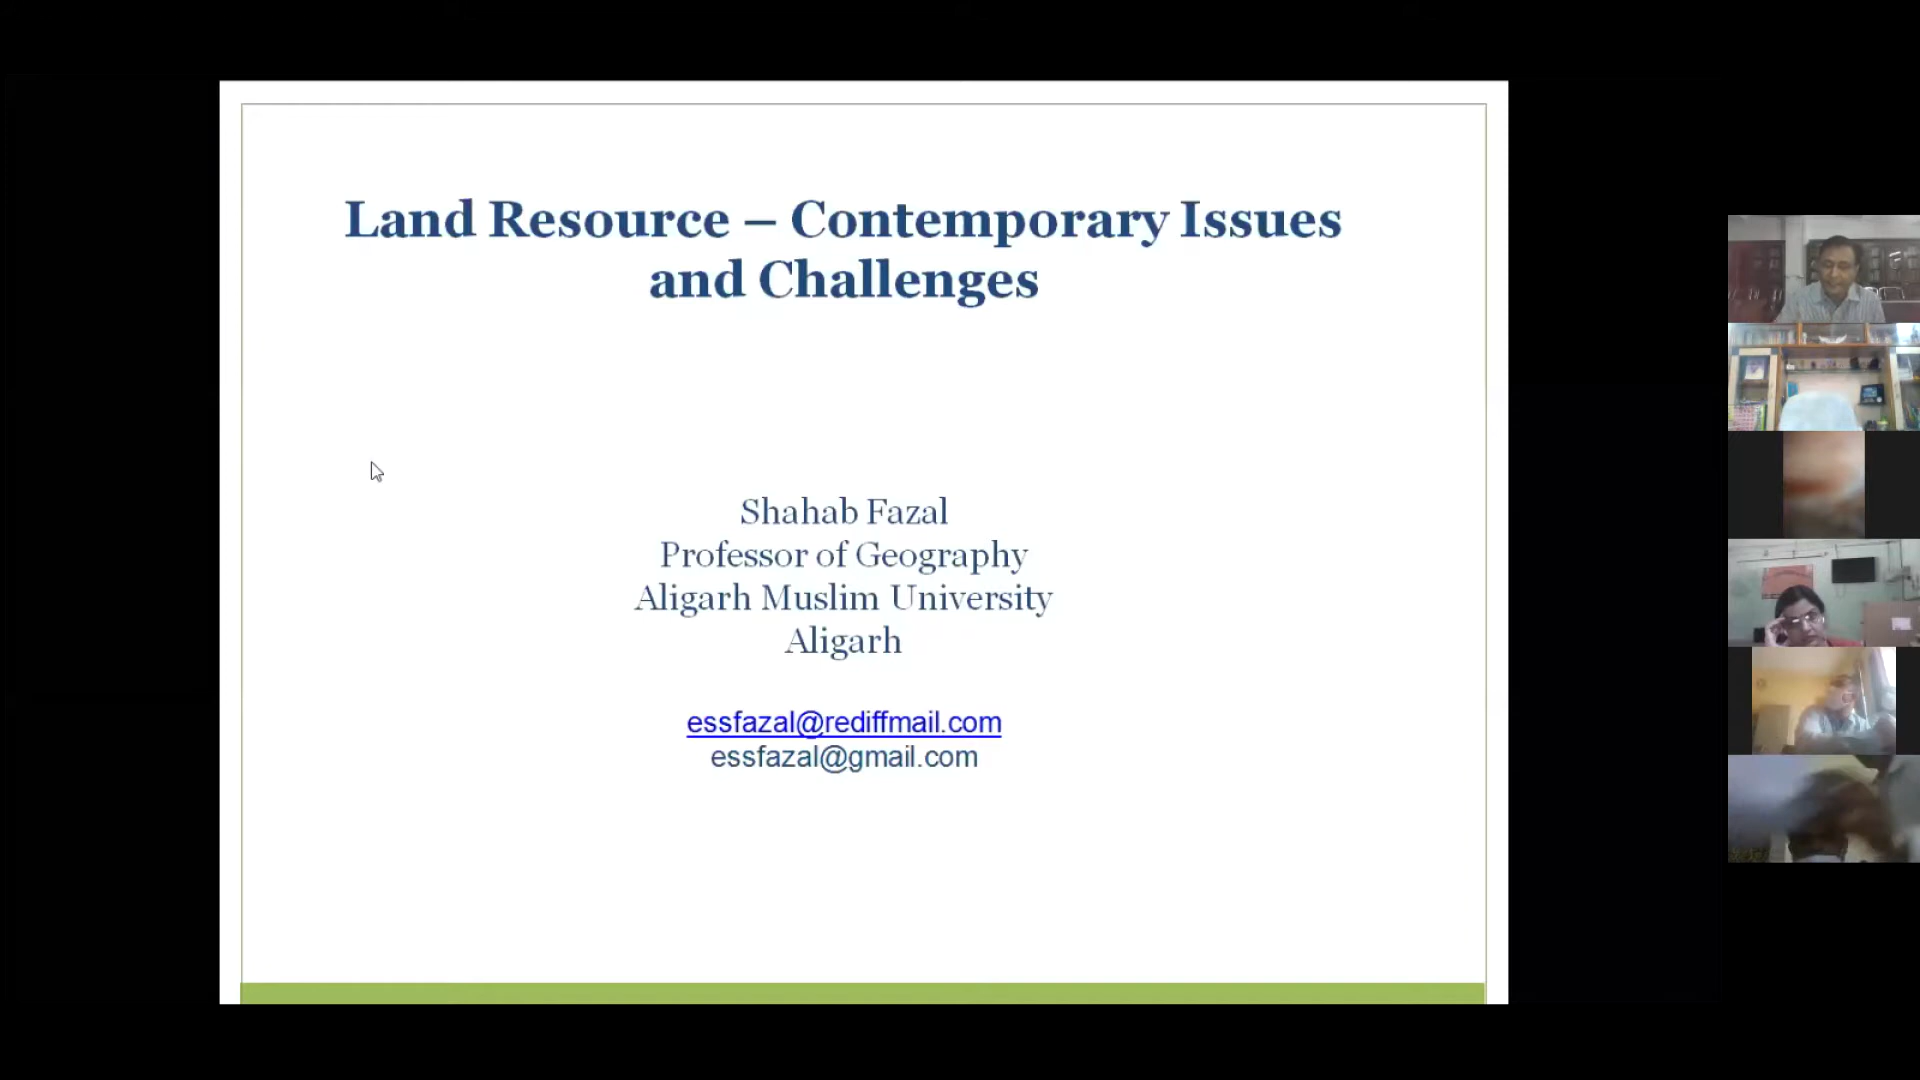 Land Resource – Contemporary Issues
and Challenges
Shahab Fazal
Professor of Geography
Aligarh Muslim University
Aligarh
essfazal@rediffmail.com
essfazal@gmail.com